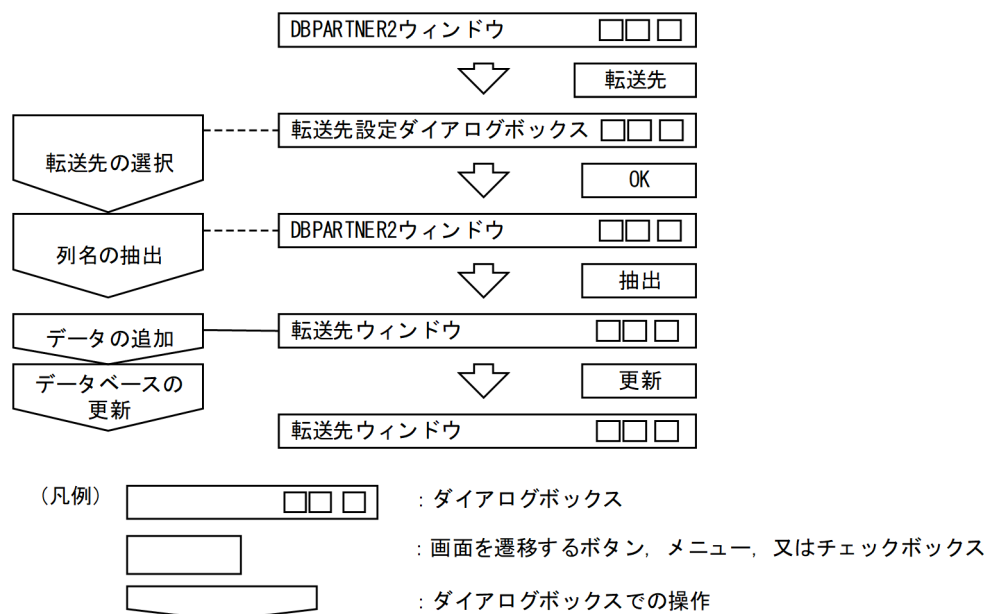 DBPARTNER2ウィンドウ
転送先
転送先設定ダイアログボックス
転送先の選択
OK
DBPARTNER2ウィンドウ
列名の抽出
抽出
転送先ウィンドウ
データの追加
更新
データベースの
更新
転送先ウィンドウ
（凡例）
：ダイアログボックス
：画面を遷移するボタン，メニュー，又はチェックボックス
：ダイアログボックスでの操作